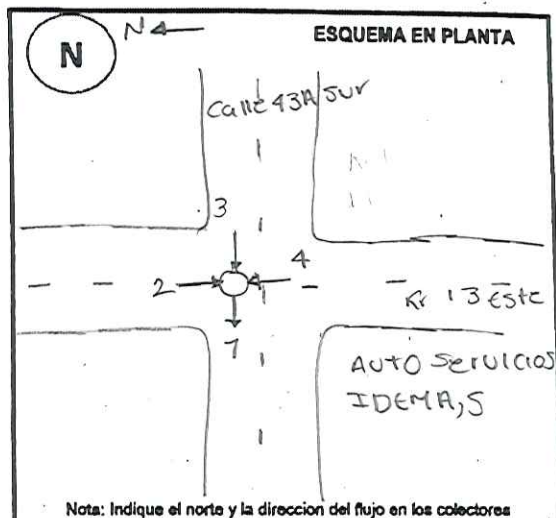 N
N
ESQUEMA EN PLANTA
Calle 43A Sur
3
2
4
Kr 13 Este
1
AUTO SERVICIOS
IDEMA,S
Nota: Indique el norte y la direccion del flujo en los colectores